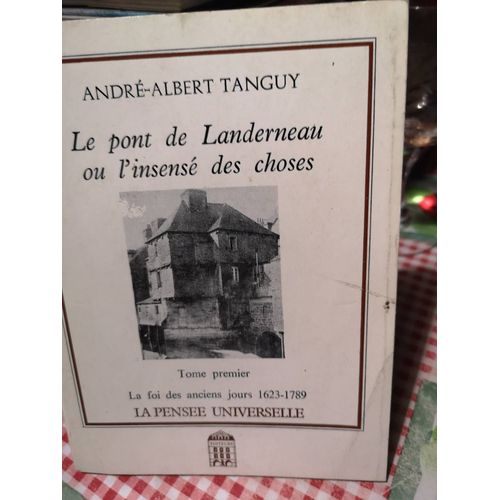 ANDRÉ-ALBERT TANGUY
Le pont de Landerneau
ou l'insensé des choses
Tome premier
La foi des anciens jours 1623-1789
LA PENSEE UNIVERSELLE